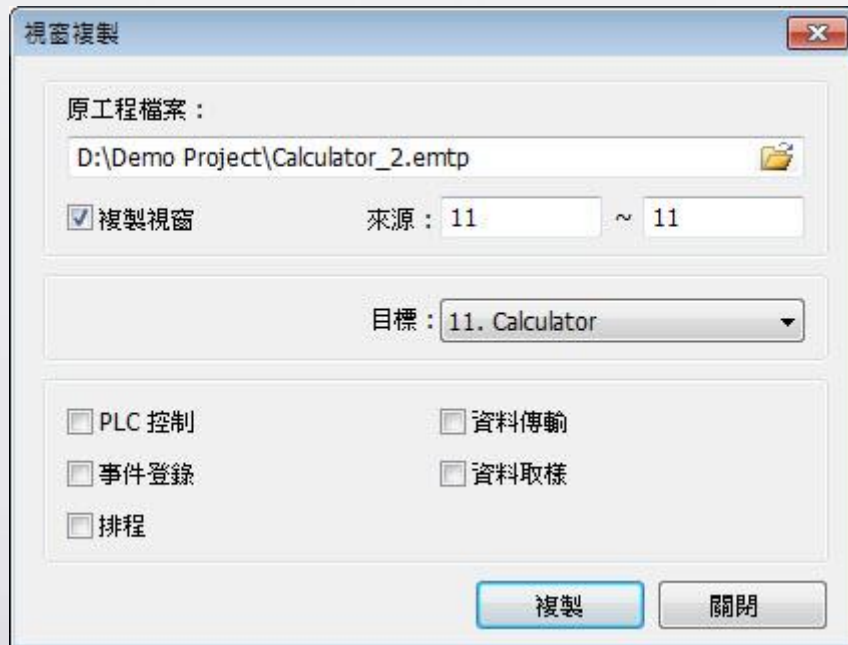 視窗複製
原工程檔案：
D:\Demo Project\Calculator_2.emtp
複製視窗 來源： 11 ~ 11
目標： 11. Calculator
PLC 控制 資料傳輸
事件登錄 資料取樣
排程
複製 關閉